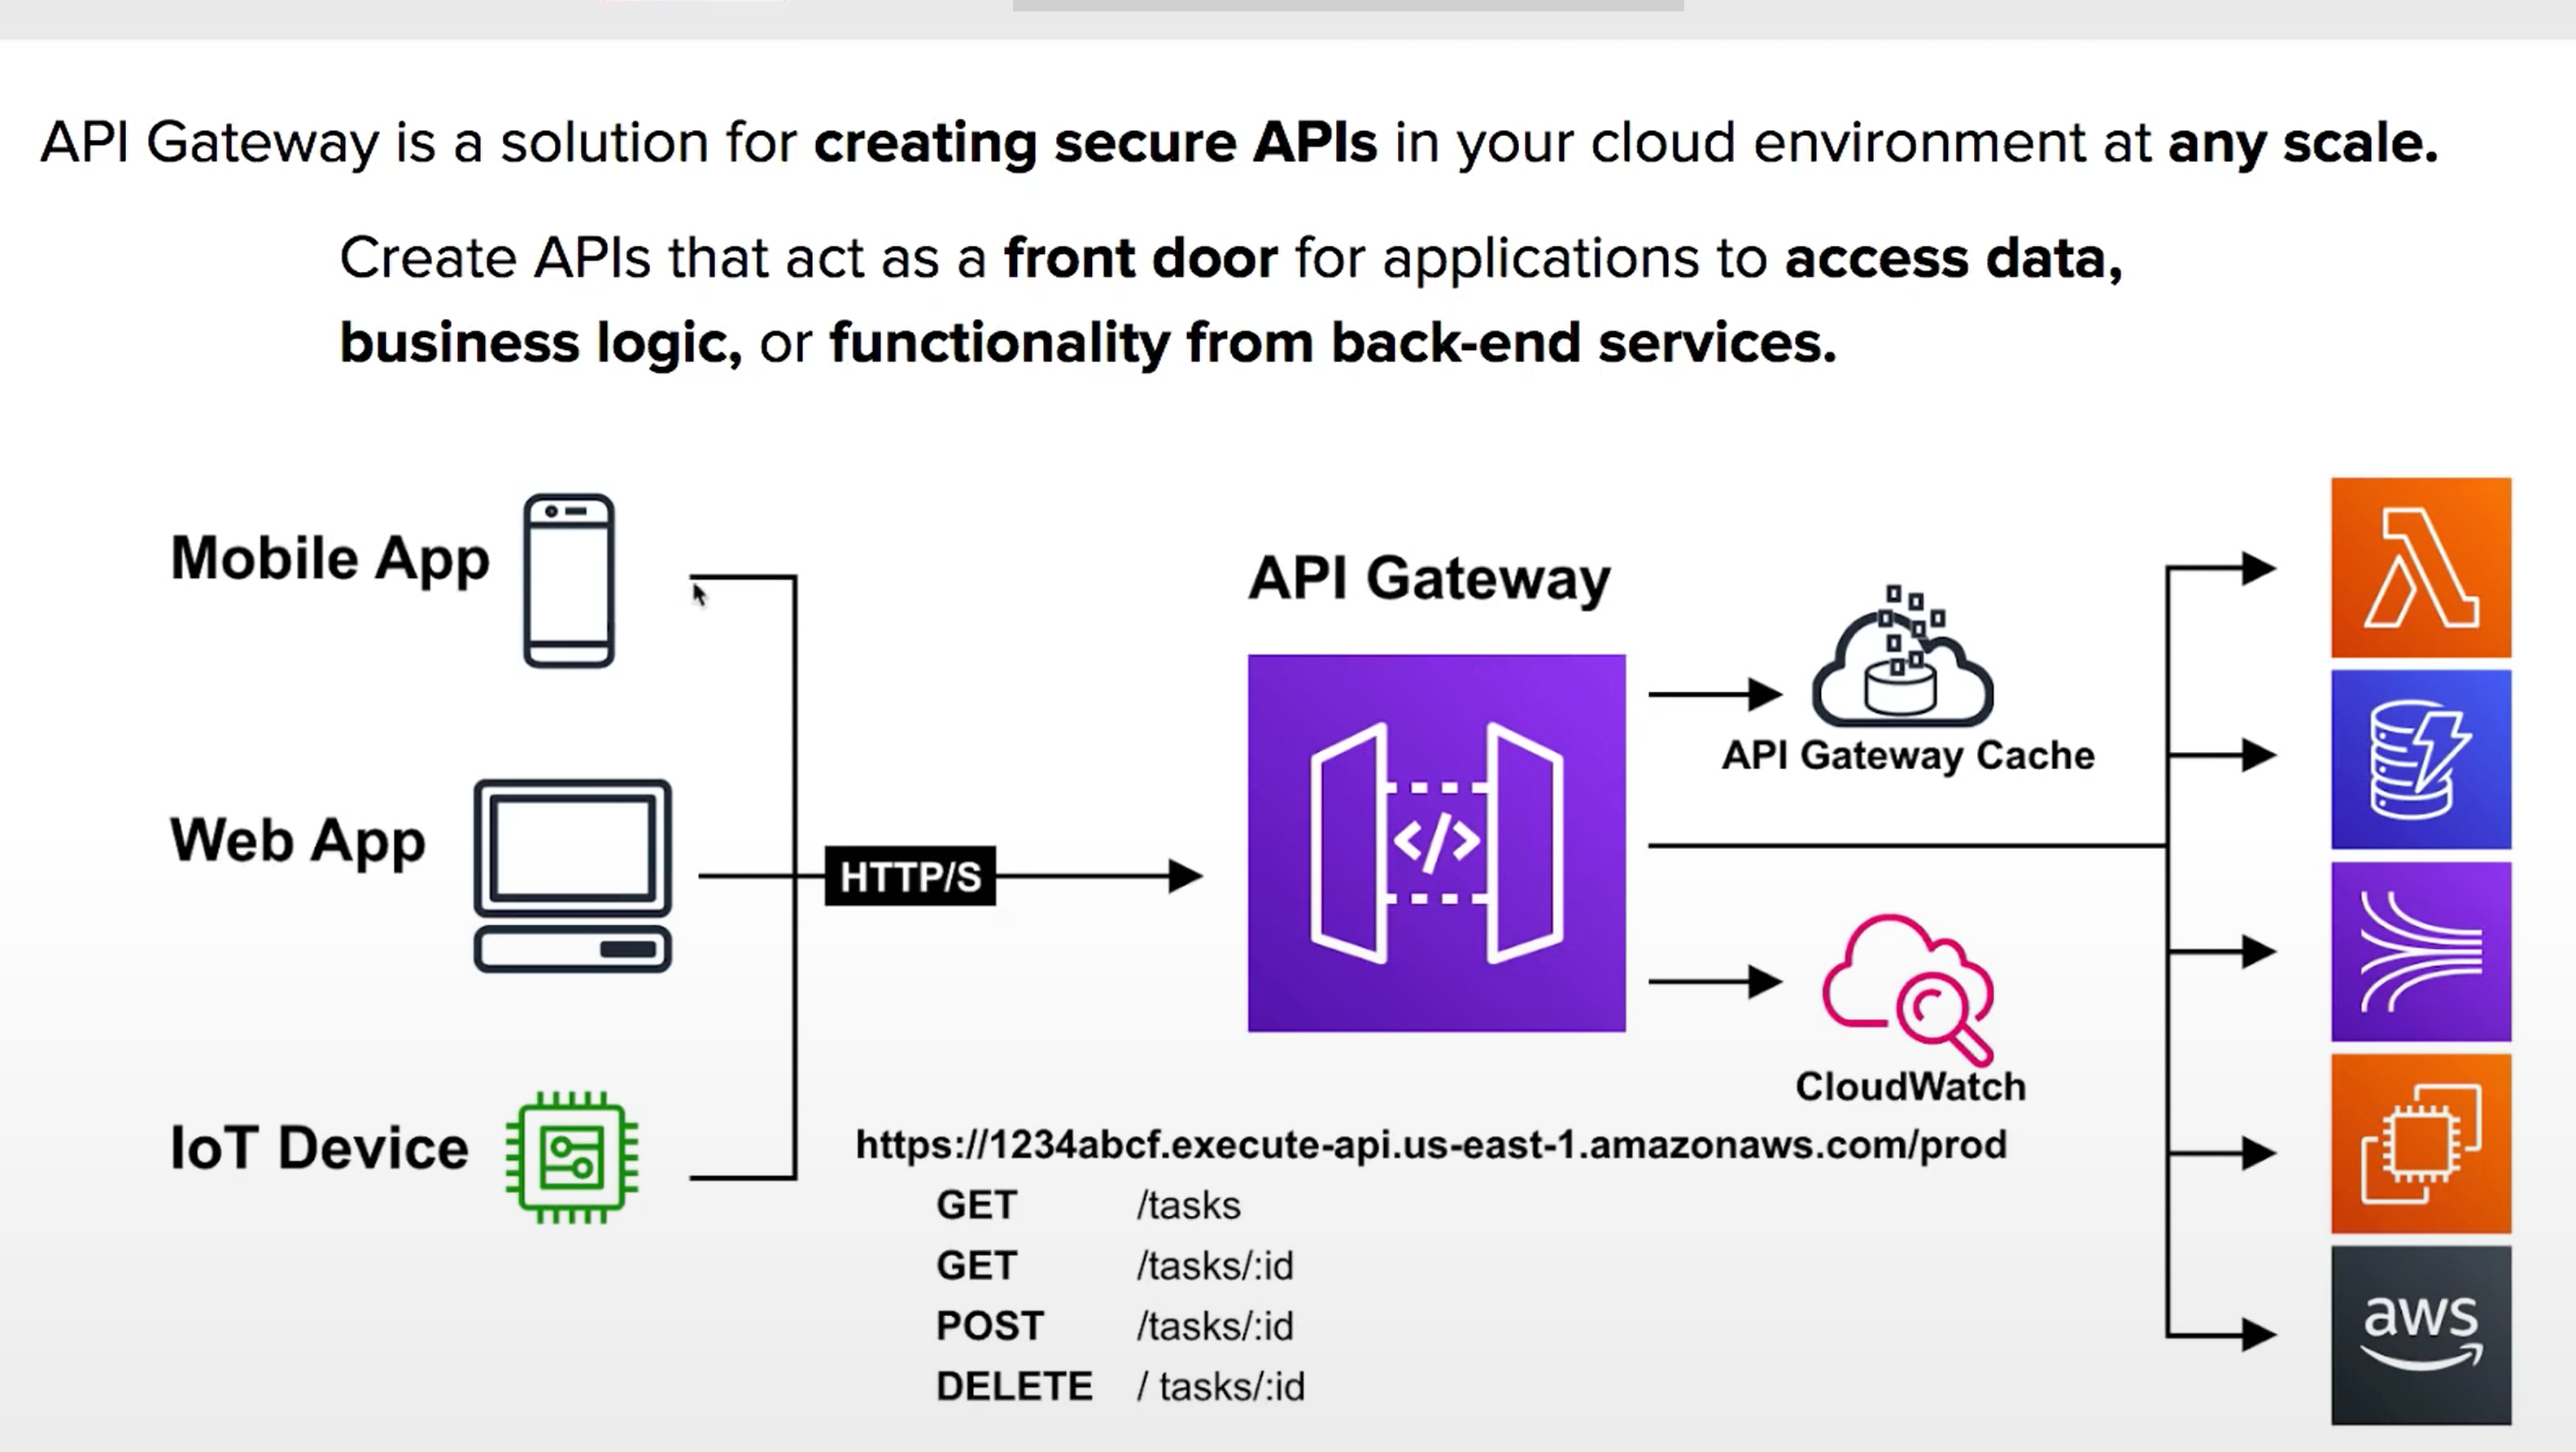 API Gateway is a solution for creating secure APIs in your cloud environment at any scale.
Create APIs that act as a front door for applications to access data,
business logic, or functionality from back-end services.
Mobile App
Web App
IoT Device
HTTP/S
API Gateway
</>
API Gateway Cache
CloudWatch
https://1234abcf.execute-api.us-east-1.amazonaws.com/prod
GET /tasks
GET /tasks/:id
POST /tasks/:id
DELETE / tasks/:id
aws